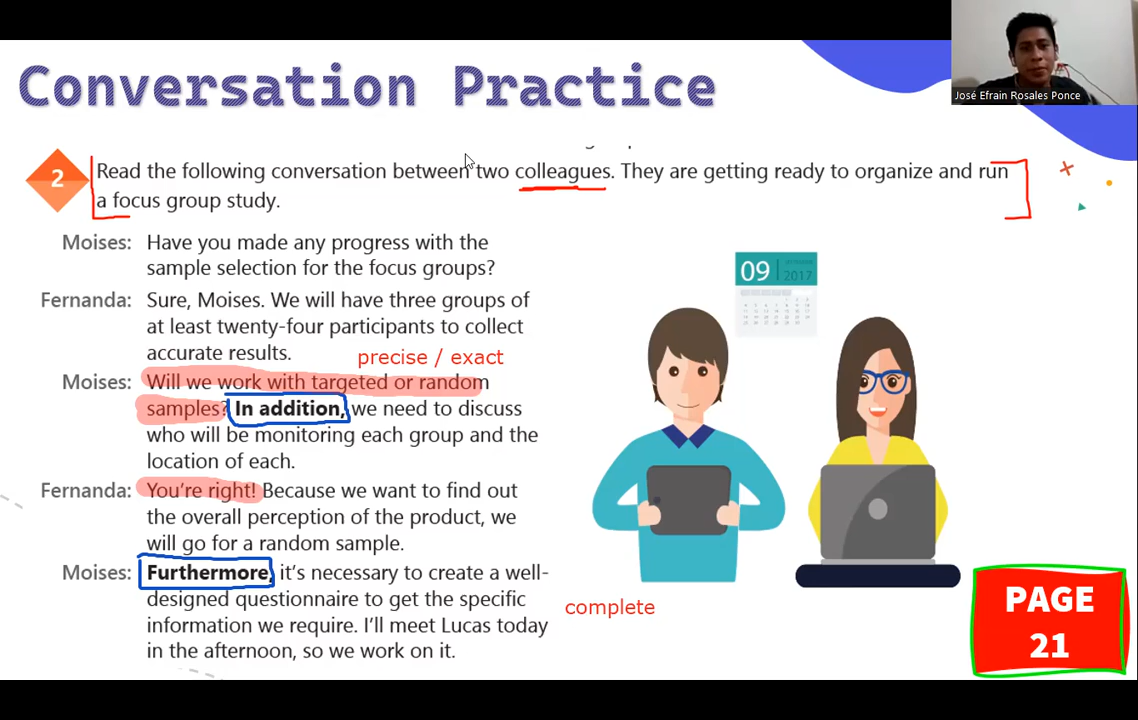 Conversation Practice
José Efrain Rosales Ponce
2 Read the following conversation between two colleagues. They are getting ready to organize and run
a focus group study.
Moises: Have you made any progress with the
sample selection for the focus groups?
Fernanda: Sure, Moises. We will have three groups of
at least twenty-four participants to collect
accurate results.
precise / exact
Moises: Will we work with targeted or random
samples? In addition, we need to discuss
who will be monitoring each group and the
location of each.
Fernanda: You're right! Because we want to find out
the overall perception of the product, we
will go for a random sample.
Moises: Furthermore, it's necessary to create a well-
designed questionnaire to get the specific
complete
information we require. I'll meet Lucas today
in the afternoon, so we work on it.
09
2017
PAGE
21